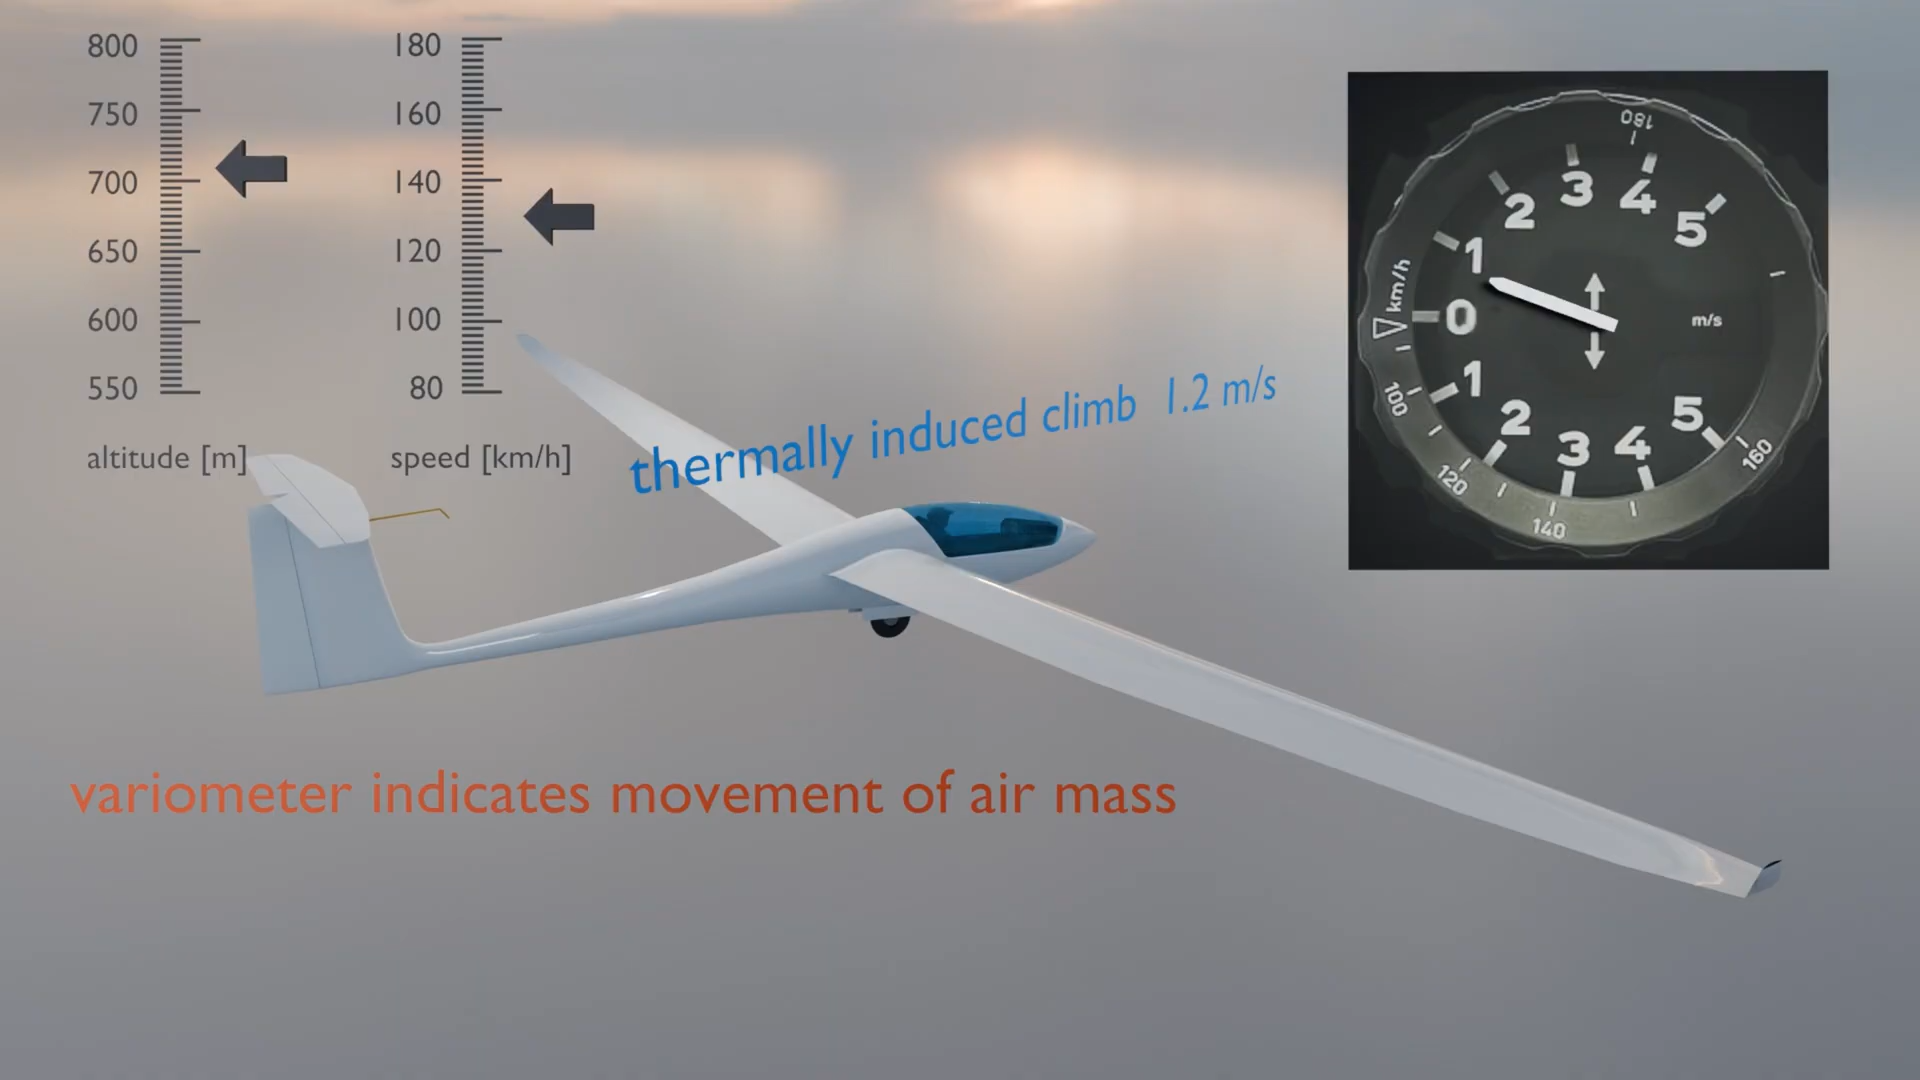 800
750
700
650
600
550
altitude [m]
180
160
140
120
100
80
speed [km/h]
thermally induced climb 1.2 m/s
variometer indicates movement of air mass
180
2 3 4 5
1
km/h
0
m/s
1
2 3 4 5
100
120
140
160